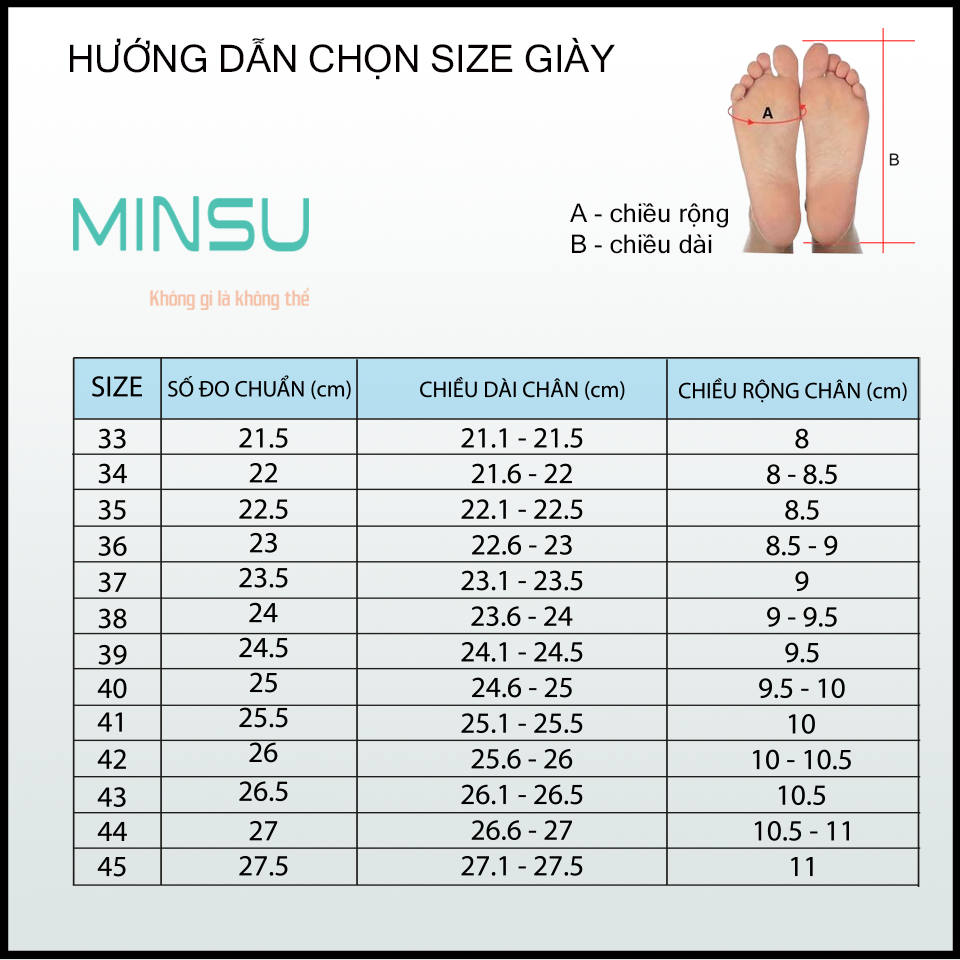 HƯỚNG DẪN CHỌN SIZE GIÀY
A
B
MINSU
A - chiều rộng
B - chiều dài
Không gì là không thể
SIZE SỐ ĐO CHUẨN (cm) CHIỀU DÀI CHÂN (cm) CHIỀU RỘNG CHÂN (cm)
33 21.5 21.1 - 21.5 8
34 22 21.6 - 22 8 - 8.5
35 22.5 22.1 - 22.5 8.5
36 23 22.6 - 23 8.5 - 9
37 23.5 23.1 - 23.5 9
38 24 23.6 - 24 9 - 9.5
39 24.5 24.1 - 24.5 9.5
40 25 24.6 - 25 9.5 - 10
41 25.5 25.1 - 25.5 10
42 26 25.6 - 26 10 - 10.5
43 26.5 26.1 - 26.5 10.5
44 27 26.6 - 27 10.5 - 11
45 27.5 27.1 - 27.5 11